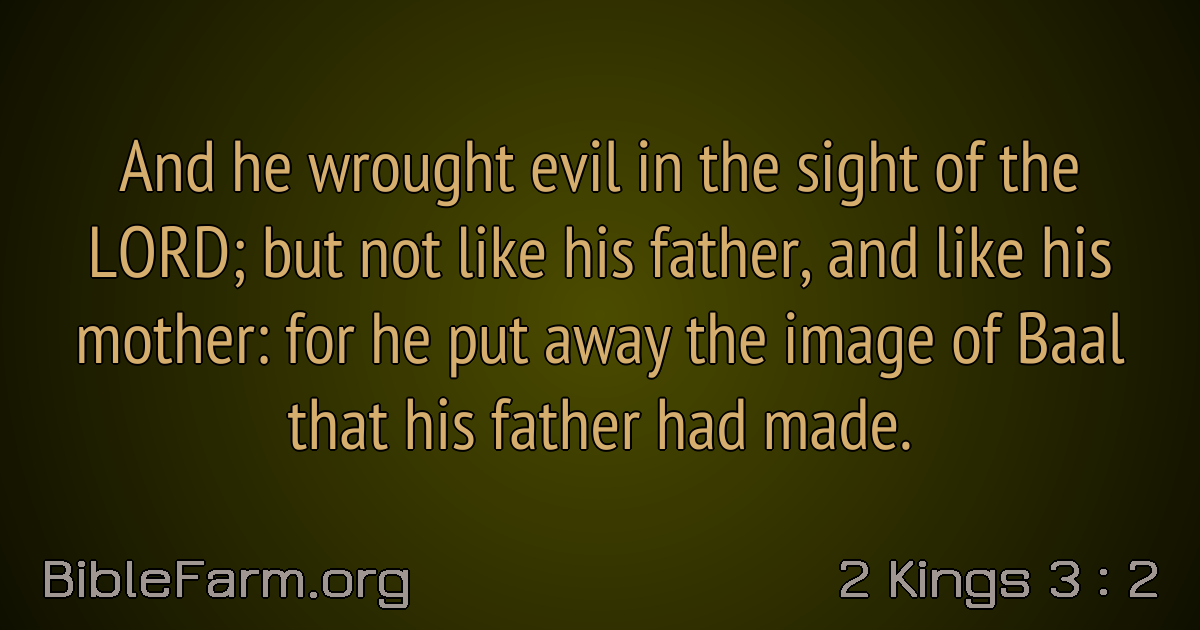 And he wrought evil in the sight of the
LORD; but not like his father, and like his
mother: for he put away the image of Baal
that his father had made.
BibleFarm.org
2 Kings 3 : 2